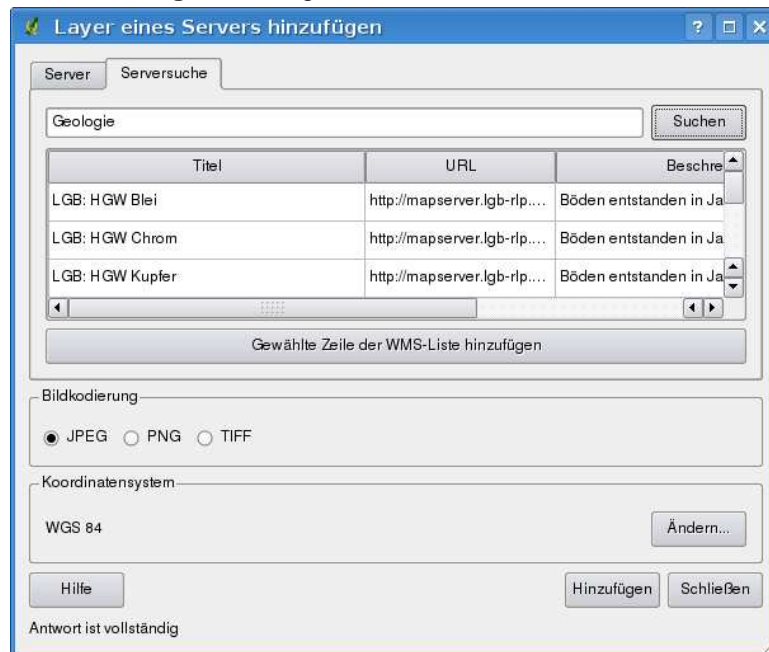 Layer eines Servers hinzufügen
Server Serversuche
Geologie Suchen
Titel URL Beschre
LGB: HGW Blei http://mapserver.lgb-rlp.... Böden entstanden in Ja
LGB: HGW Chrom http://mapserver.lgb-rlp.... Böden entstanden in Ja
LGB: HGW Kupfer http://mapserver.lgb-rlp.... Böden entstanden in Ja
Gewählte Zeile der WMS-Liste hinzufügen
Bildkodierung
JPEG PNG TIFF
Koordinatensystem
WGS 84 Ändern...
Hilfe Hinzufügen Schließen
Antwort ist vollständig